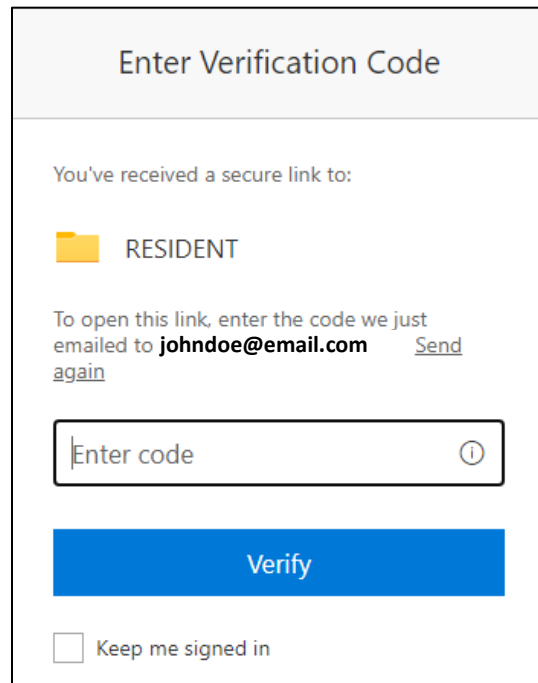 Enter Verification Code
You've received a secure link to:
RESIDENT
To open this link, enter the code we just
emailed to johndoe@email.com Send
again
Enter code
Verify
Keep me signed in